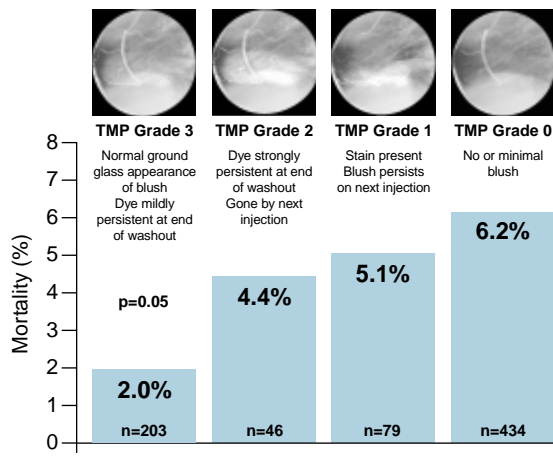 TMP Grade 3
Normal ground
glass appearance
of blush
Dye mildly
persistent at end
of washout
TMP Grade 2
Dye strongly
persistent at end
of washout
Gone by next
injection
TMP Grade 1
Stain present
Blush persists
on next injection
TMP Grade 0
No or minimal
blush
Mortality (%)
8
7
6
5
4
3
2
1
0
p=0.05
2.0%
n=203
4.4%
n=46
5.1%
n=79
6.2%
n=434